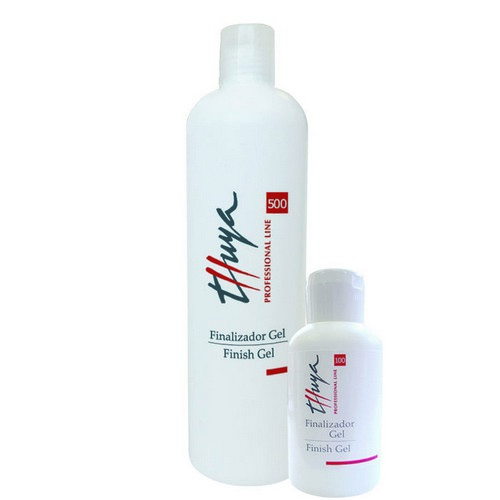 thuya
PROFESSIONAL LINE
500
Finalizador Gel
Finish Gel
thuya
PROFESSIONAL LINE
100
Finalizador
Gel
Finish Gel